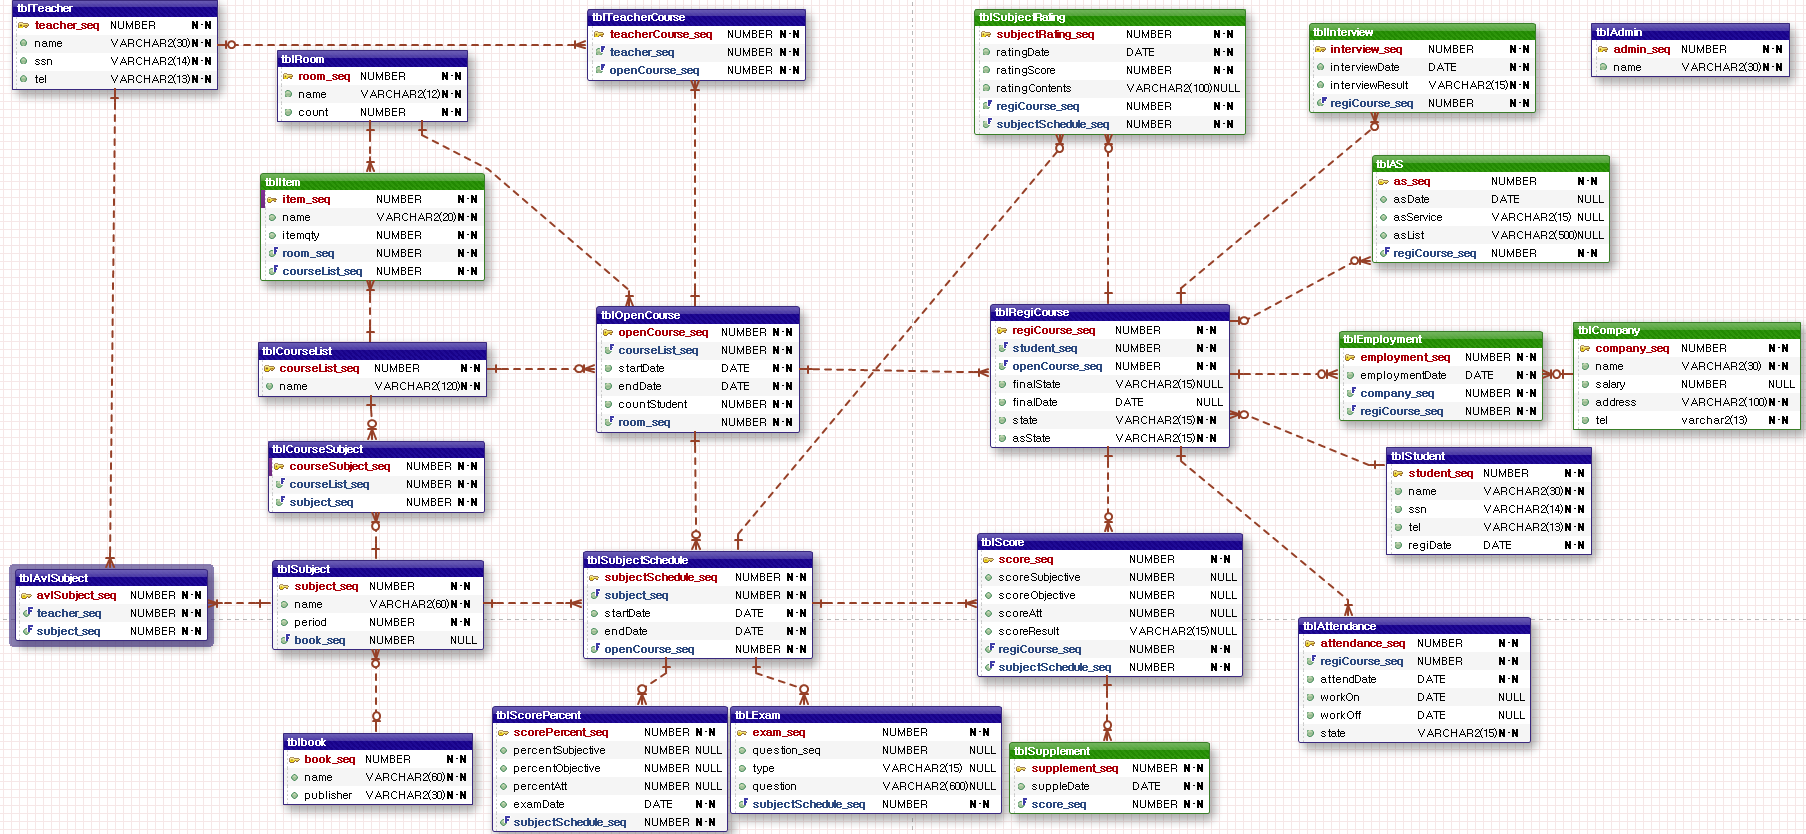 tblTeacher
teacher_seq NUMBER N-N
name VARCHAR2(30) N-N
ssn VARCHAR2(14) N-N
tel VARCHAR2(13) N-N
tblRoom
room_seq NUMBER N-N
name VARCHAR2(12) N-N
count NUMBER N-N
tblTeacherCourse
teacherCourse_seq NUMBER N-N
teacher_seq NUMBER N-N
openCourse_seq NUMBER N-N
tblSubjectRating
subjectRating_seq NUMBER N-N
ratingDate DATE N-N
ratingScore NUMBER N-N
ratingContents VARCHAR2(100) NULL
regiCourse_seq NUMBER N-N
subjectSchedule_seq NUMBER N-N
tblInterview
interview_seq NUMBER N-N
interviewDate DATE N-N
interviewResult VARCHAR2(15) N-N
regiCourse_seq NUMBER N-N
tblAdmin
admin_seq NUMBER N-N
name VARCHAR2(30) N-N
tblItem
item_seq NUMBER N-N
name VARCHAR2(20) N-N
itemqty NUMBER N-N
room_seq NUMBER N-N
courseList_seq NUMBER N-N
tblAS
as_seq NUMBER N-N
asDate DATE NULL
asService VARCHAR2(15) NULL
asList VARCHAR2(500) NULL
regiCourse_seq NUMBER N-N
tblCourseList
courseList_seq NUMBER N-N
name VARCHAR2(120) N-N
tblOpenCourse
openCourse_seq NUMBER N-N
courseList_seq NUMBER N-N
startDate DATE N-N
endDate DATE N-N
countStudent NUMBER N-N
room_seq NUMBER N-N
tblRegiCourse
regiCourse_seq NUMBER N-N
student_seq NUMBER N-N
openCourse_seq NUMBER N-N
finalState VARCHAR2(15) NULL
finalDate DATE NULL
state VARCHAR2(15) N-N
asState VARCHAR2(15) N-N
tblEmployment
employment_seq NUMBER N-N
employmentDate DATE N-N
company_seq NUMBER N-N
regiCourse_seq NUMBER N-N
tblCompany
company_seq NUMBER N-N
name VARCHAR2(30) N-N
salary NUMBER NULL
address VARCHAR2(100) N-N
tel varchar2(13) N-N
tblCourseSubject
courseSubject_seq NUMBER N-N
courseList_seq NUMBER N-N
subject_seq NUMBER N-N
tblStudent
student_seq NUMBER N-N
name VARCHAR2(30) N-N
ssn VARCHAR2(14) N-N
tel VARCHAR2(13) N-N
regiDate DATE N-N
tblAvlSubject
avlSubject_seq NUMBER N-N
teacher_seq NUMBER N-N
subject_seq NUMBER N-N
tblSubject
subject_seq NUMBER N-N
name VARCHAR2(60) N-N
period NUMBER N-N
book_seq NUMBER NULL
tblSubjectSchedule
subjectSchedule_seq NUMBER N-N
subject_seq NUMBER N-N
startDate DATE N-N
endDate DATE N-N
openCourse_seq NUMBER N-N
tblScore
score_seq NUMBER N-N
scoreSubjective NUMBER NULL
scoreObjective NUMBER NULL
scoreAtt NUMBER NULL
scoreResult VARCHAR2(15) NULL
regiCourse_seq NUMBER N-N
subjectSchedule_seq NUMBER N-N
tblAttendance
attendance_seq NUMBER N-N
regiCourse_seq NUMBER N-N
attendDate DATE N-N
workOn DATE NULL
workOff DATE NULL
state VARCHAR2(15) N-N
tblbook
book_seq NUMBER N-N
name VARCHAR2(60) N-N
publisher VARCHAR2(30) N-N
tblScorePercent
scorePercent_seq NUMBER N-N
percentSubjective NUMBER NULL
percentObjective NUMBER NULL
percentAtt NUMBER NULL
examDate DATE N-N
subjectSchedule_seq NUMBER N-N
tblExam
exam_seq NUMBER N-N
question_seq NUMBER NULL
type VARCHAR2(15) NULL
question VARCHAR2(600) NULL
subjectSchedule_seq NUMBER N-N
tblSupplement
supplement_seq NUMBER N-N
suppleDate DATE N-N
score_seq NUMBER N-N